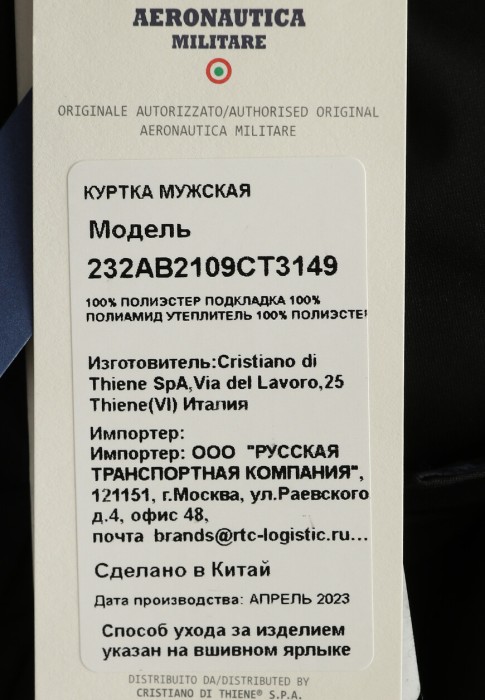 AERONAUTICA
MILITARE
ORIGINALE AUTORIZZATO/AUTHORISED ORIGINAL
AERONAUTICA MILITARE
КУРТКА МУЖСКАЯ
Модель
232AB2109CT3149
100% ПОЛИЭСТЕР ПОДКЛАДКА 100%
ПОЛИАМИД УТЕПЛИТЕЛЬ 100% ПОЛИЭСТЕ
Изготовитель:Cristiano di
Thiene SpA,Via del Lavoro,25
Thiene(VI) Италия
Импортер:
Импортер: ООО "РУССКАЯ
ТРАНСПОРТНАЯ КОМПАНИЯ",
121151, г.Москва, ул.Раевского
д.4, офис 48,
почта brands@rtc-logistic.ru...
Сделано в Китай
Дата производства: АПРЕЛЬ 2023
Способ ухода за изделием
указан на вшивном ярлыке
DISTRIBUITO DA/DISTRIBUTED BY
CRISTIANO DI THIENE® S.P.A.